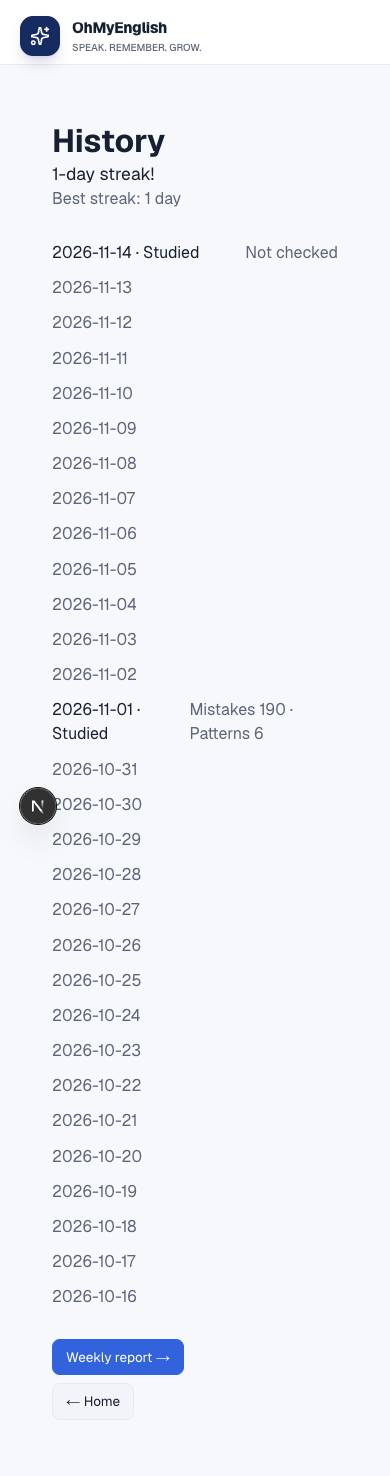 OhMyEnglish
SPEAK. REMEMBER. GROW.
History
1-day streak!
Best streak: 1 day
2026-11-14 · Studied Not checked
2026-11-13
2026-11-12
2026-11-11
2026-11-10
2026-11-09
2026-11-08
2026-11-07
2026-11-06
2026-11-05
2026-11-04
2026-11-03
2026-11-02
2026-11-01 · Mistakes 190 ·
Studied Patterns 6
2026-10-31
2026-10-30
2026-10-29
2026-10-28
2026-10-27
2026-10-26
2026-10-25
2026-10-24
2026-10-23
2026-10-22
2026-10-21
2026-10-20
2026-10-19
2026-10-18
2026-10-17
2026-10-16
Weekly report →
← Home